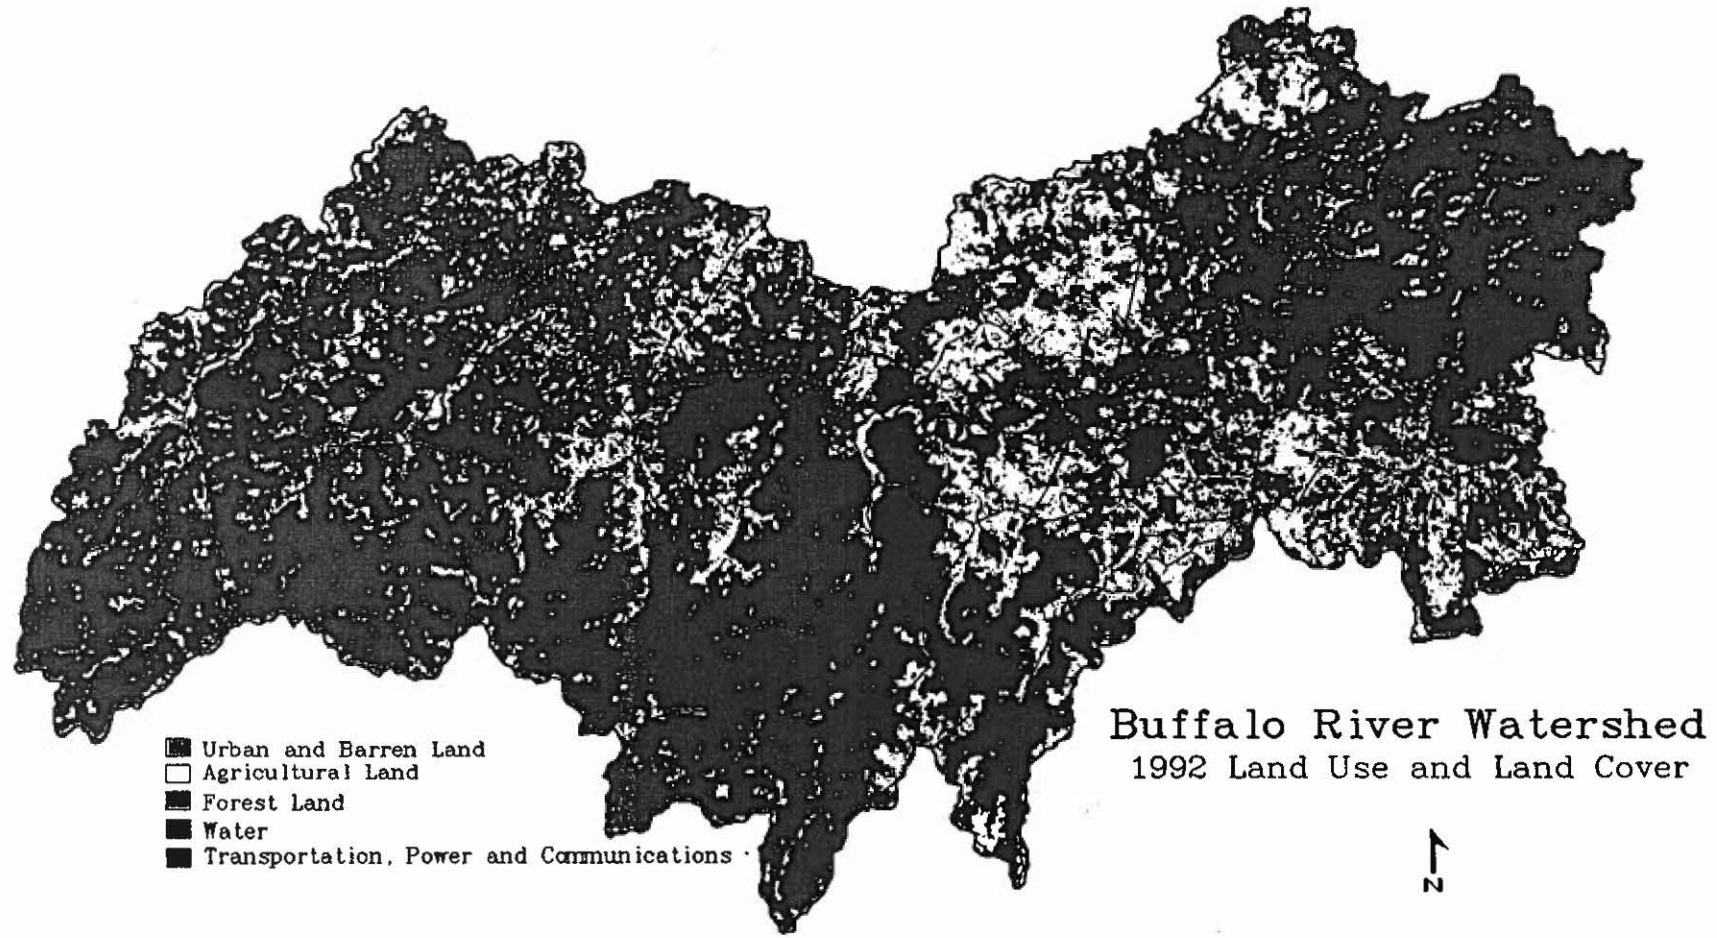 Buffalo River Watershed
1992 Land Use and Land Cover
Urban and Barren Land
Agricultural Land
Forest Land
Water
Transportation, Power and Communications
N